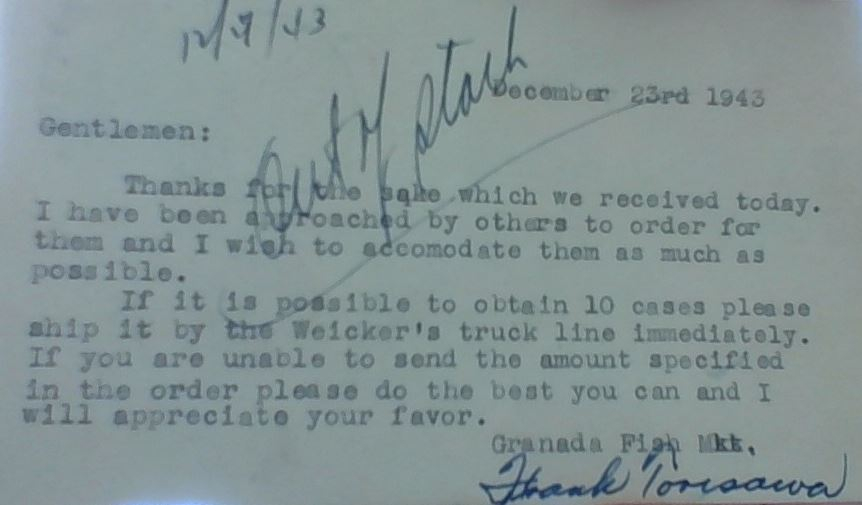 12/27/43
Out of Stock
December 23rd 1943
Gentlemen:
Thanks for the sake which we received today.
I have been approached by others to order for
them and I wish to accomodate them as much as
possible.
If it is possible to obtain 10 cases please
ship it by the Weicker's truck line immediately.
If you are unable to send the amount specified
in the order please do the best you can and I
will appreciate your favor.
Granada Fish Mkt.
Frank Torisawa